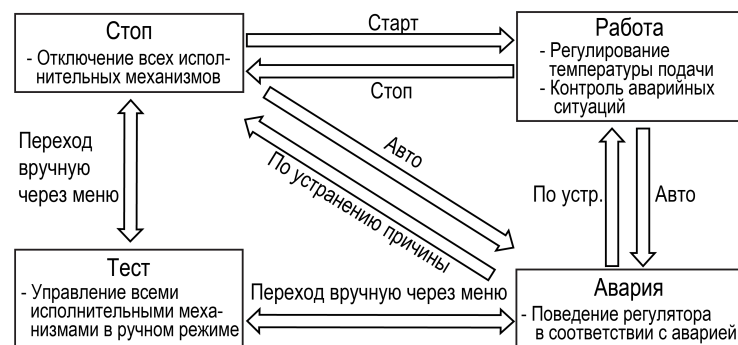 Стоп
- Отключение всех испол-
нительных механизмов
Старт
Стоп
Работа
- Регулирование
температуры подачи
- Контроль аварийных
ситуаций
Переход
вручную
через меню
Авто
По устранению причины
По устр.
Авто
Тест
- Управление всеми
исполнительными меха-
низмами в ручном режиме
Переход вручную через меню
Авария
- Поведение регулятора
в соответствии с аварией